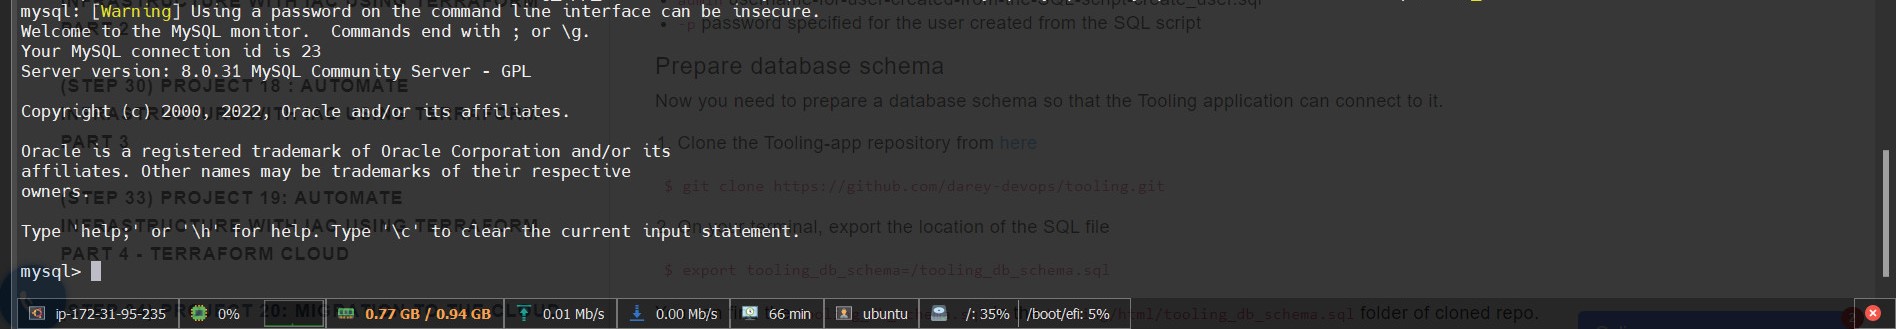 mysql: [Warning] Using a password on the command line interface can be insecure.
Welcome to the MySQL monitor.  Commands end with ; or \g.
Your MySQL connection id is 23
Server version: 8.0.31 MySQL Community Server - GPL
Copyright (c) 2000, 2022, Oracle and/or its affiliates.
Oracle is a registered trademark of Oracle Corporation and/or its
affiliates. Other names may be trademarks of their respective
owners.
Type 'help;' or '\h' for help. Type '\c' to clear the current input statement.
mysql>
(STEP 30) PROJECT 18 : AUTOMATE
INFRASTRUCTURE WITH IAC USING TERRAFORM
PART 3
(STEP 33) PROJECT 19: AUTOMATE
INFRASTRUCTURE WITH IAC USING TERRAFORM
PART 4 - TERRAFORM CLOUD
PROJECT 20: MIGRATION TO THE CLOUD
-p password specified for the user created from the SQL script
Prepare database schema
Now you need to prepare a database schema so that the Tooling application can connect to it.
1. Clone the Tooling-app repository from here
$ git clone https://github.com/darey-devops/tooling.git
2. On your terminal, export the location of the SQL file
$ export tooling_db_schema=/tooling_db_schema.sql
html/tooling_db_schema.sql folder of cloned repo.
ip-172-31-95-235 0% 0.77 GB / 0.94 GB 0.01 Mb/s 0.00 Mb/s 66 min ubuntu /: 35% /boot/efi: 5%